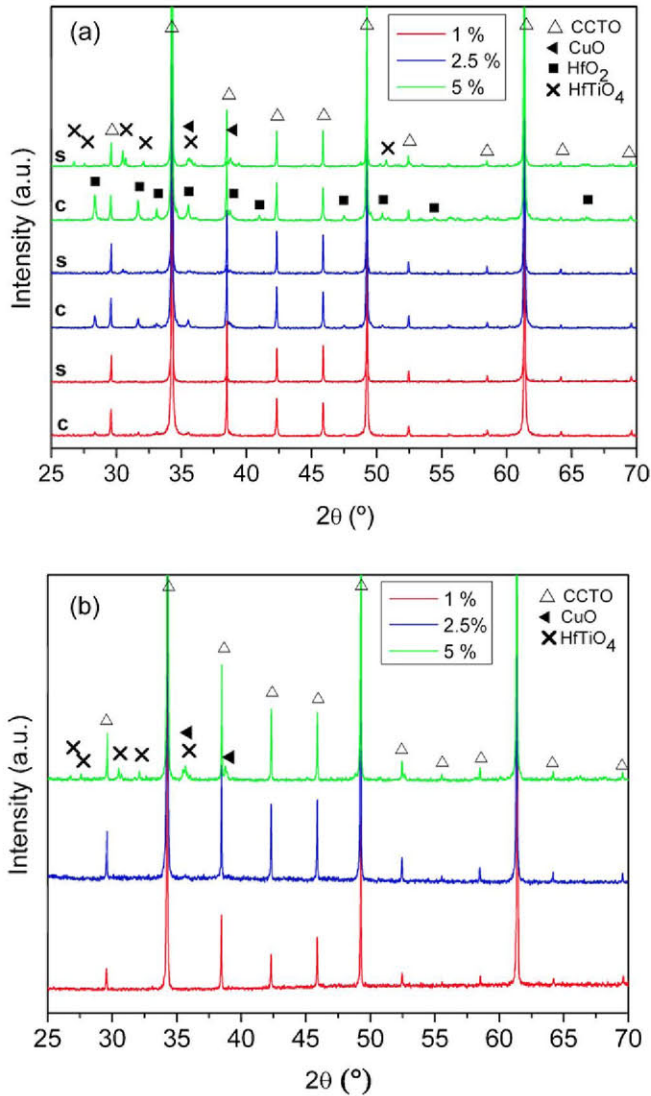 (a)
1 %
2.5 %
5 %
△ CCTO
◀ CuO
■ HfO2
× HfTiO4
s
c
s
c
s
c
Intensity (a.u.)
25 30 35 40 45 50 55 60 65 70
2θ (º)
(b)
1 %
2.5%
5 %
△ CCTO
◀ CuO
× HfTiO4
Intensity (a.u.)
25 30 35 40 45 50 55 60 65 70
2θ (º)